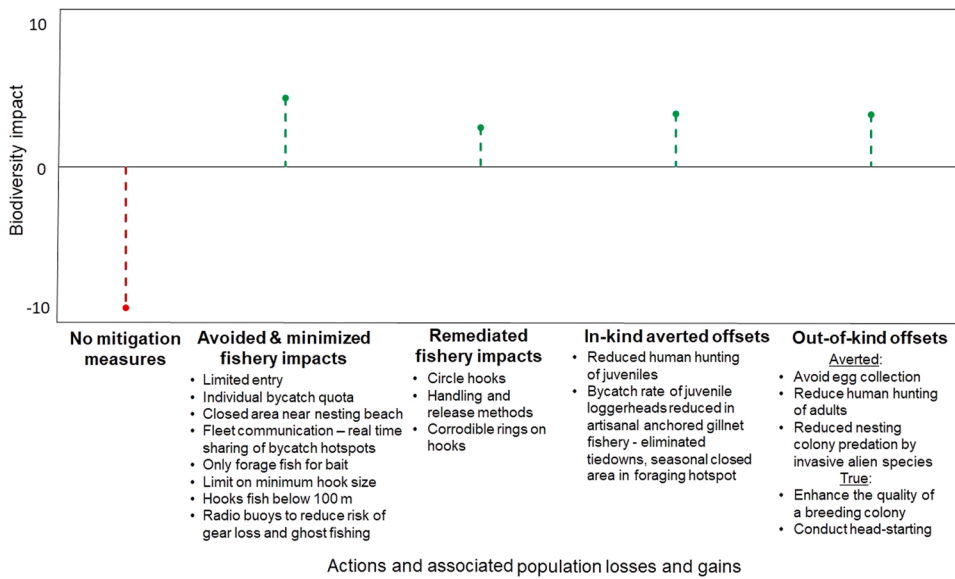 10
Biodiversity impact
0
-10
No mitigation
measures
Avoided & minimized
fishery impacts
• Limited entry
• Individual bycatch quota
• Closed area near nesting beach
• Fleet communication – real time
sharing of bycatch hotspots
• Only forage fish for bait
• Limit on minimum hook size
• Hooks fish below 100 m
• Radio buoys to reduce risk of
gear loss and ghost fishing
Remediated
fishery impacts
• Circle hooks
• Handling and
release methods
• Corrodible rings on
hooks
In-kind averted offsets
• Reduced human hunting
of juveniles
• Bycatch rate of juvenile
loggerheads reduced in
artisanal anchored gillnet
fishery - eliminated
tiedowns, seasonal closed
area in foraging hotspot
Out-of-kind offsets
Averted:
• Avoid egg collection
• Reduce human hunting
of adults
• Reduced nesting
colony predation by
invasive alien species
True:
• Enhance the quality of
a breeding colony
• Conduct head-starting
Actions and associated population losses and gains